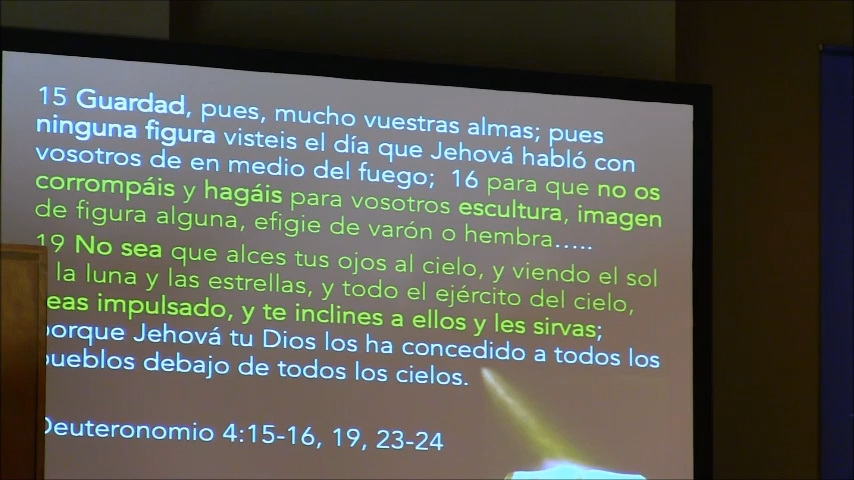 15 Guardad, pues, mucho vuestras almas; pues
ninguna figura visteis el día que Jehová habló con
vosotros de en medio del fuego; 16 para que no os
corrompáis y hagáis para vosotros escultura, imagen
de figura alguna, efigie de varón o hembra.....
19 No sea que alces tus ojos al cielo, y viendo el sol
la luna y las estrellas, y todo el ejército del cielo,
eas impulsado, y te inclines a ellos y les sirvas;
porque Jehová tu Dios los ha concedido a todos los
pueblos debajo de todos los cielos.
Deuteronomio 4:15-16, 19, 23-24